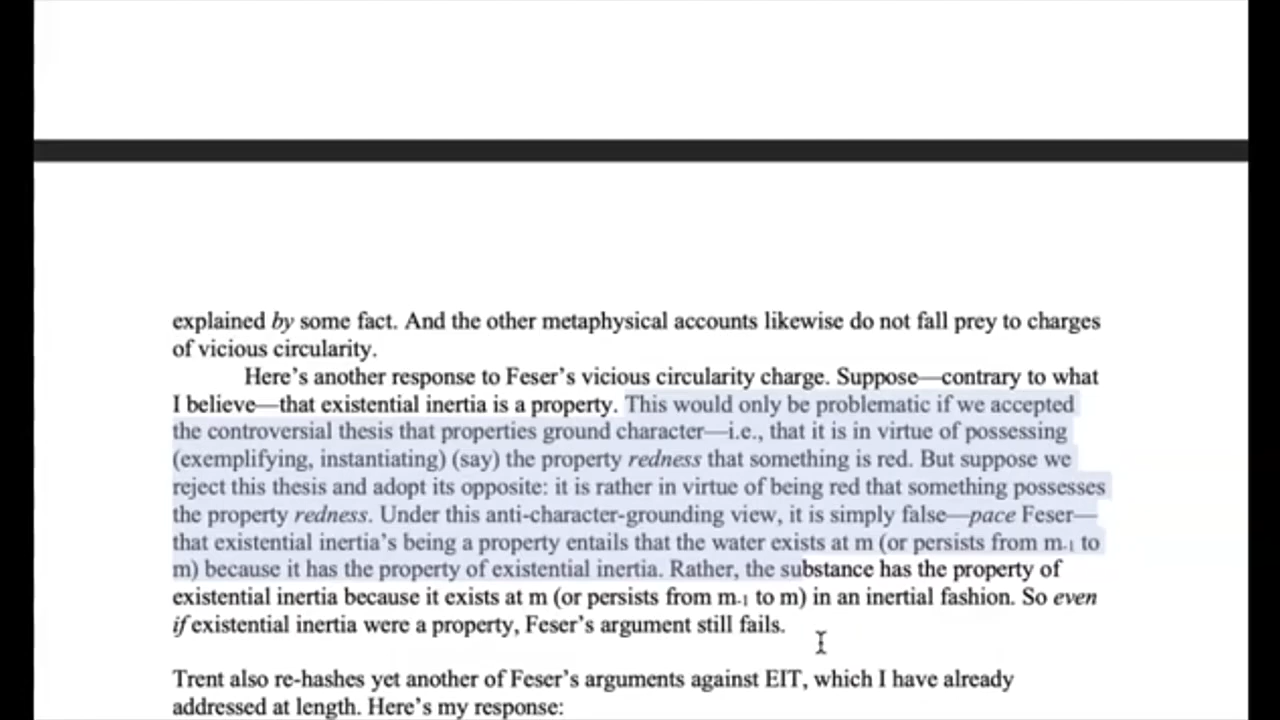 explained by some fact. And the other metaphysical accounts likewise do not fall prey to charges
of vicious circularity.
Here’s another response to Feser’s vicious circularity charge. Suppose—contrary to what
I believe—that existential inertia is a property. This would only be problematic if we accepted
the controversial thesis that properties ground character—i.e., that it is in virtue of possessing
(exemplifying, instantiating) (say) the property redness that something is red. But suppose we
reject this thesis and adopt its opposite: it is rather in virtue of being red that something possesses
the property redness. Under this anti-character-grounding view, it is simply false—pace Feser—
that existential inertia’s being a property entails that the water exists at m (or persists from m-1 to
m) because it has the property of existential inertia. Rather, the substance has the property of
existential inertia because it exists at m (or persists from m-1 to m) in an inertial fashion. So even
if existential inertia were a property, Feser’s argument still fails.
Trent also re-hashes yet another of Feser’s arguments against EIT, which I have already
addressed at length. Here’s my response: